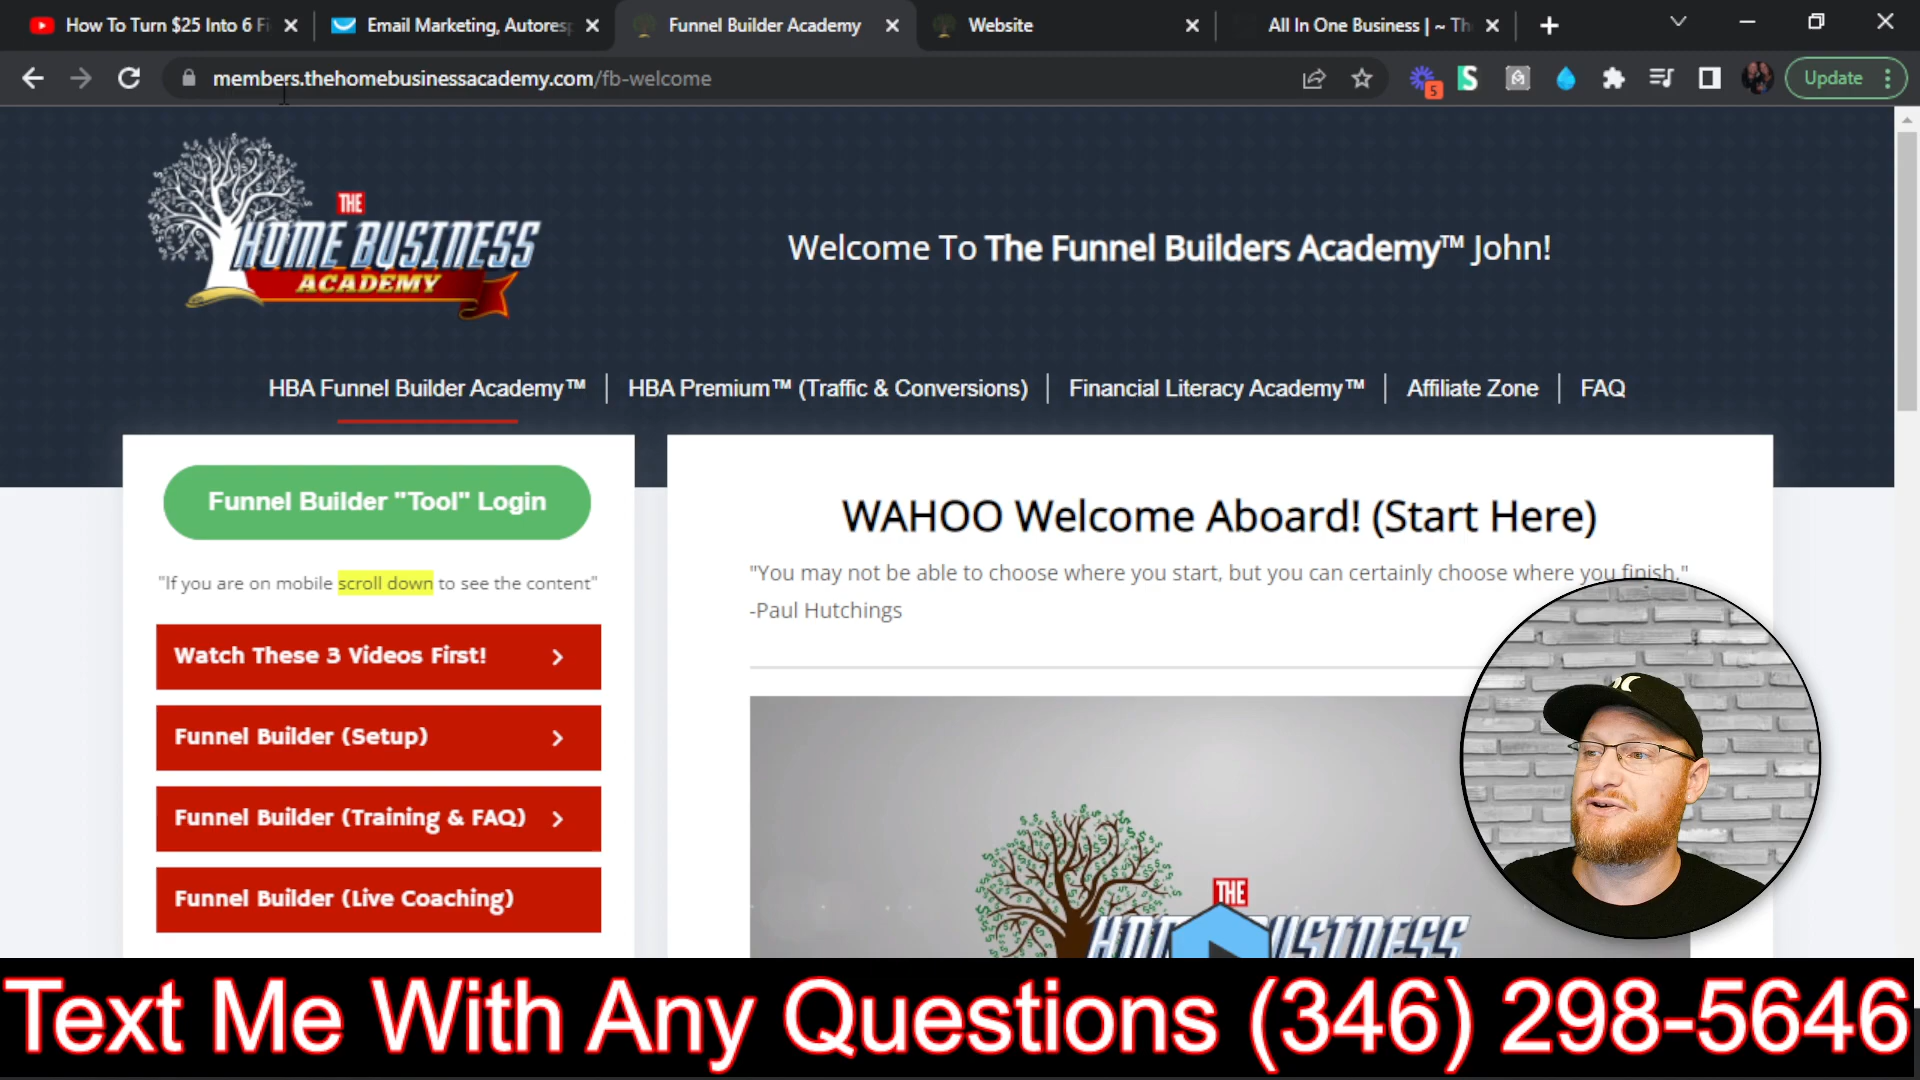 How To Turn $25 Into 6 Fi
Email Marketing, Autoresp
Funnel Builder Academy
Website
All In One Business | ~ Th
members.thehomebusinessacademy.com/fb-welcome
5
Update
THE
HOME BUSINESS
ACADEMY
Welcome To The Funnel Builders Academy™ John!
HBA Funnel Builder Academy™
HBA Premium™ (Traffic & Conversions)
Financial Literacy Academy™
Affiliate Zone
FAQ
Funnel Builder "Tool" Login
"If you are on mobile scroll down to see the content"
Watch These 3 Videos First!
Funnel Builder (Setup)
Funnel Builder (Training & FAQ)
Funnel Builder (Live Coaching)
WAHOO Welcome Aboard! (Start Here)
"You may not be able to choose where you start, but you can certainly choose where you finish."
-Paul Hutchings
THE
Text Me With Any Questions (346) 298-5646